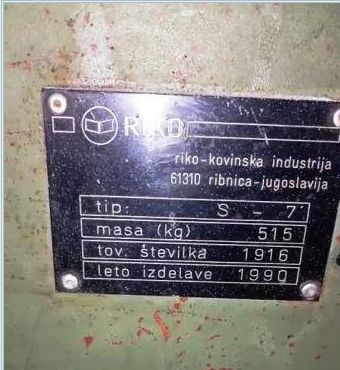 RIKO
riko-kovinska industrija
61310 ribnica-jugoslavija
tip: S - 7
masa (kg) 515
tov. številka 1916
leto izdelave 1990